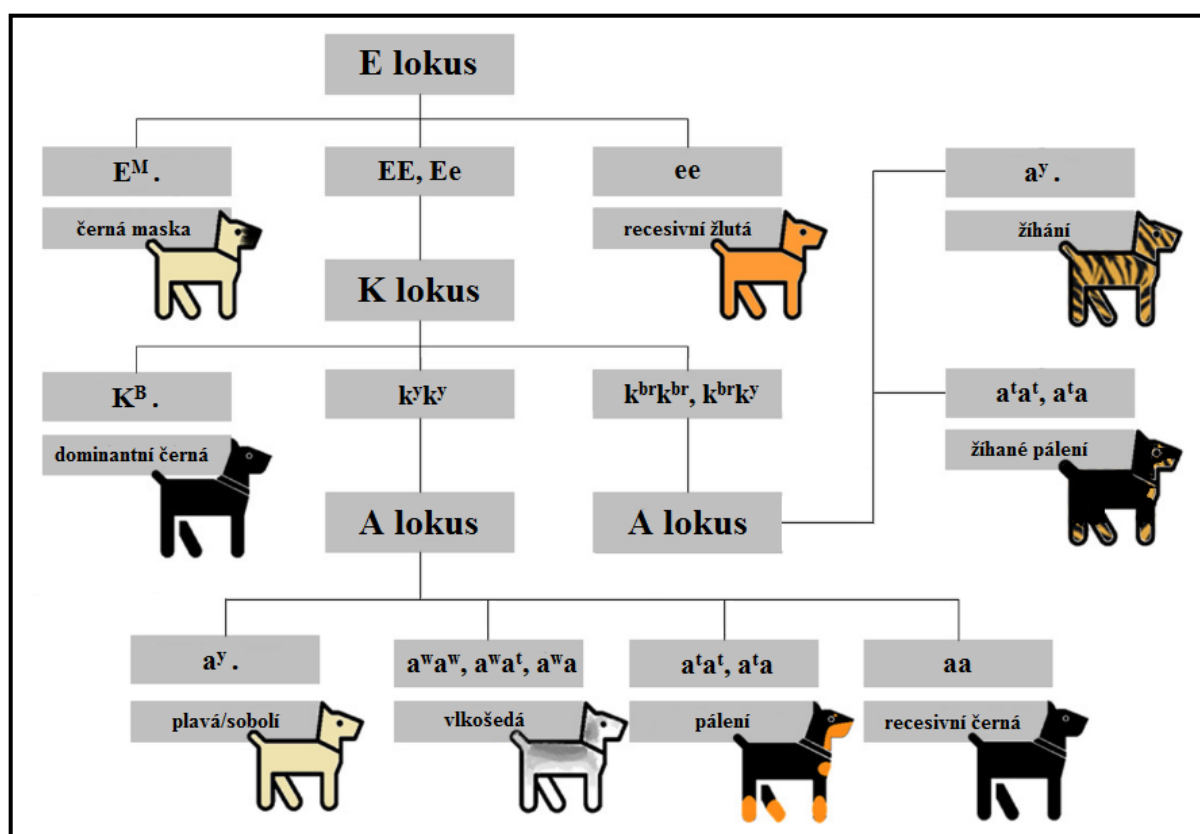 E lokus
Eᴹ .
EE, Ee
ee
aʸ .
černá maska
recesivní žlutá
žíhání
K lokus
Kᴮ .
kʸkʸ
kᵇʳkᵇʳ, kᵇʳkʸ
aᵗaᵗ, aᵗa
dominantní černá
žíhané pálení
A lokus
A lokus
aʸ .
aʷaʷ, aʷaᵗ, aʷa
aᵗaᵗ, aᵗa
aa
plavá/sobolí
vlkošedá
pálení
recesivní černá